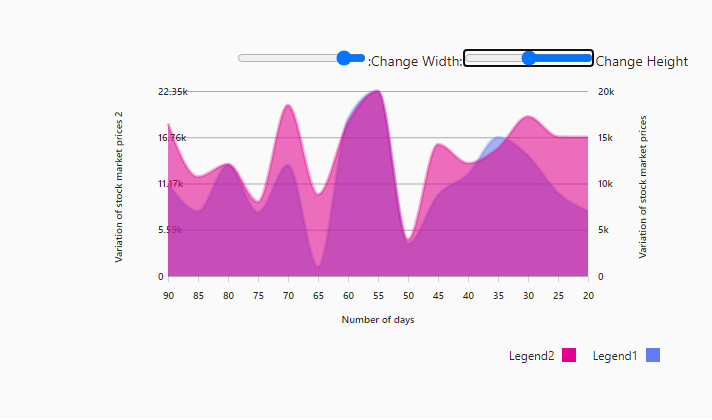 :Change Width:
Change Height
22.35k
16.76k
11.17k
5.59k
0
20k
15k
10k
5k
0
Variation of stock market prices 2
Variation of stock market prices
90 85 80 75 70 65 60 55 50 45 40 35 30 25 20
Number of days
Legend2 Legend1